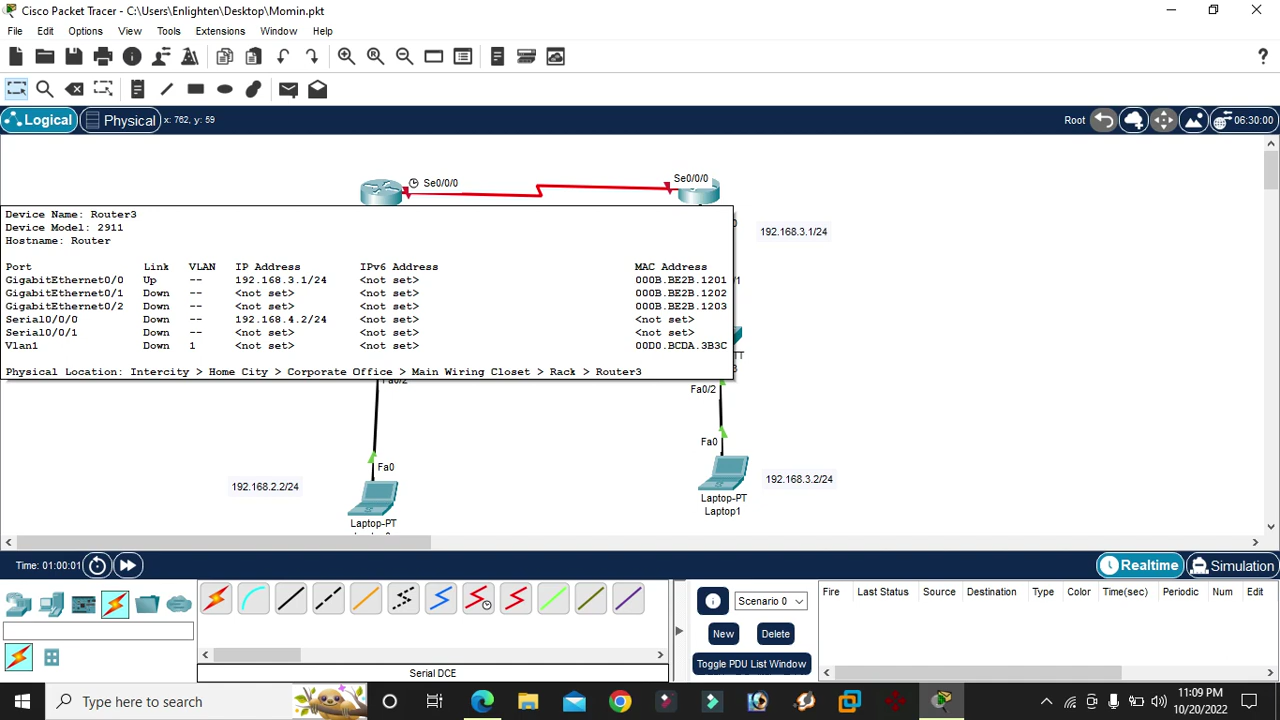 Cisco Packet Tracer - C:\Users\Enlighten\Desktop\Momin.pkt
File Edit Options View Tools Extensions Window Help
Logical Physical x: 762, y: 59 Root 06:30:00
Se0/0/0 Se0/0/0
192.168.3.1/24
Device Name: Router3
Device Model: 2911
Hostname: Router
Port Link VLAN IP Address IPv6 Address MAC Address
GigabitEthernet0/0 Up -- 192.168.3.1/24 <not set> 000B.BE2B.1201
GigabitEthernet0/1 Down -- <not set> <not set> 000B.BE2B.1202
GigabitEthernet0/2 Down -- <not set> <not set> 000B.BE2B.1203
Serial0/0/0 Down -- 192.168.4.2/24 <not set> <not set>
Serial0/0/1 Down -- <not set> <not set> <not set>
Vlan1 Down 1 <not set> <not set> 00D0.BCDA.3B3C
Physical Location: Intercity > Home City > Corporate Office > Main Wiring Closet > Rack > Router3
Fa0/2 Fa0/2
Fa0
Fa0
192.168.2.2/24
192.168.3.2/24
Laptop-PT
Laptop1
Laptop-PT
Time: 01:00:01 Realtime Simulation
Scenario 0
New Delete
Toggle PDU List Window
Fire Last Status Source Destination Type Color Time(sec) Periodic Num Edit
Serial DCE
Type here to search
11:09 PM
10/20/2022